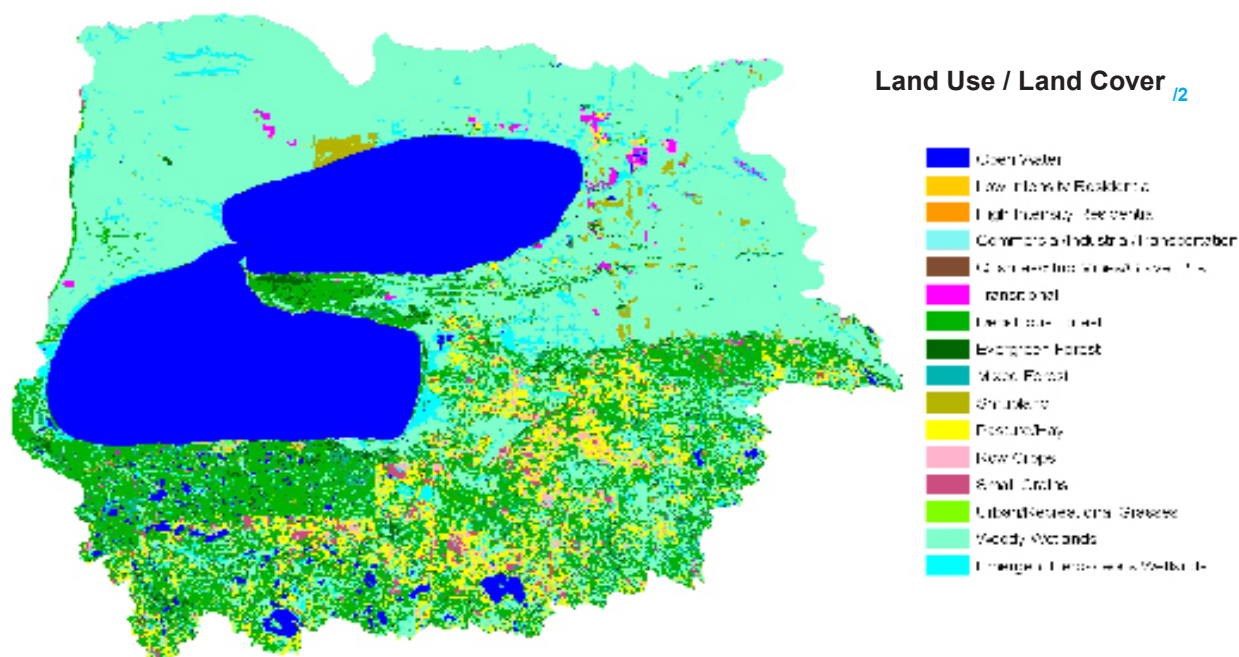 Land Use / Land Cover /2
Open Water
Low Intensity Residential
High Intensity Residential
Commercial/Industrial/Transportation
Transitional
Deciduous Forest
Evergreen Forest
Mixed Forest
Shrubland
Pasture/Hay
Row Crops
Small Grains
Urban/Recreational Grasses
Woody Wetlands
Emergent Herbaceous Wetlands